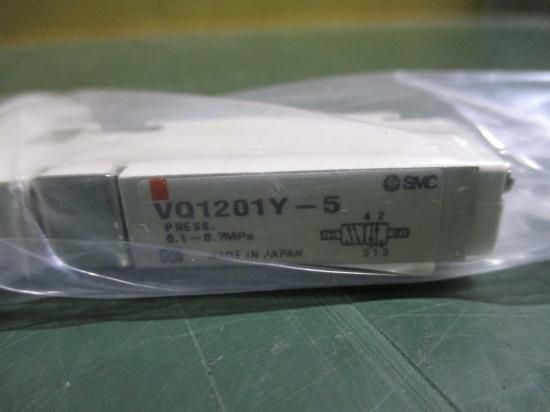 SMC
VQ1201Y-5
PRESS.
0.1~0.7MPa
4 2
MADE IN JAPAN
5 1 3